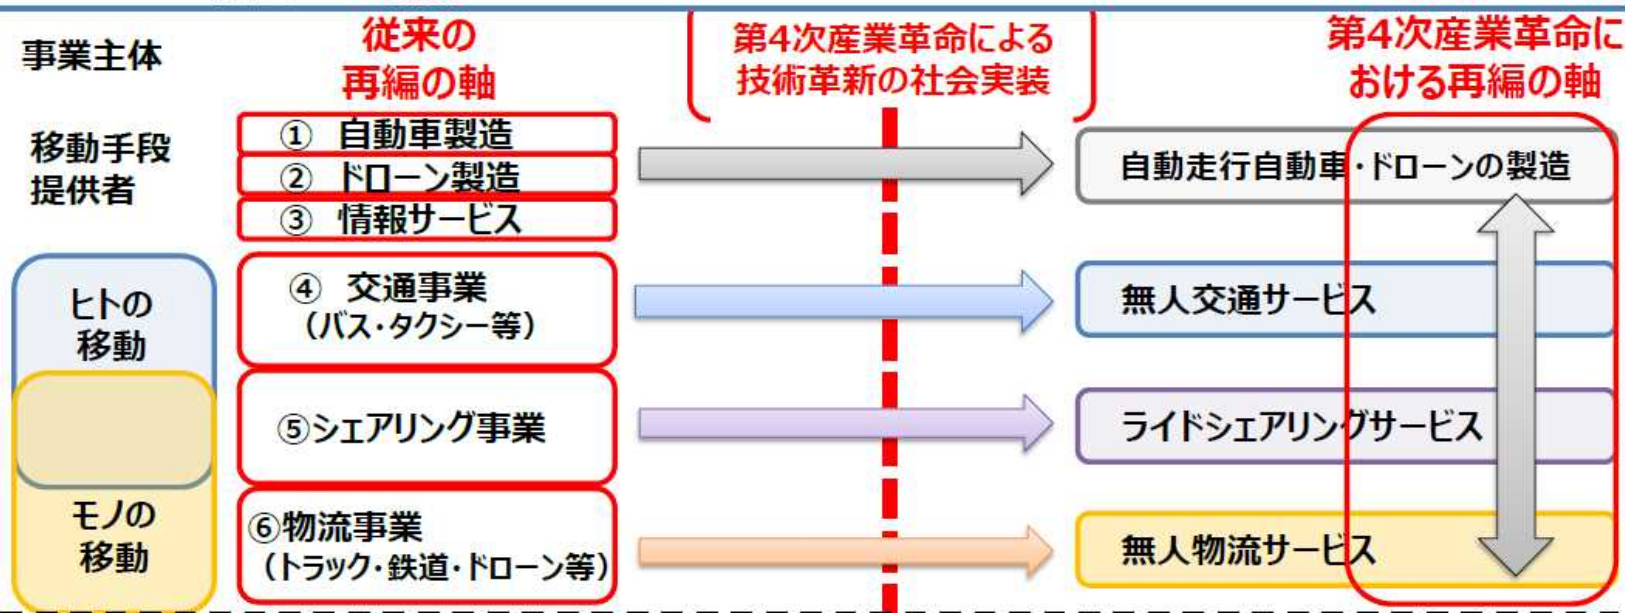 事業主体
従来の
再編の軸
第4次産業革命による
技術革新の社会実装
第4次産業革命に
おける再編の軸
移動手段
提供者
① 自動車製造
② ドローン製造
③ 情報サービス
自動走行自動車・ドローンの製造
ヒトの
移動
④ 交通事業
（バス・タクシー等）
無人交通サービス
⑤シェアリング事業
ライドシェアリングサービス
モノの
移動
⑥物流事業
（トラック・鉄道・ドローン等）
無人物流サービス